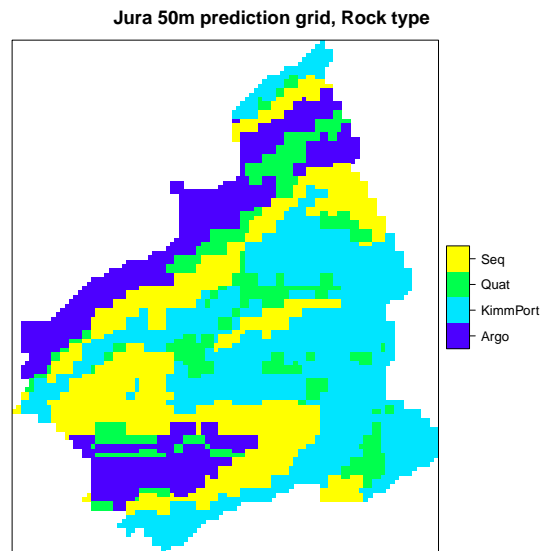 Jura 50m prediction grid, Rock type
Seq
Quat
KimmPort
Argo